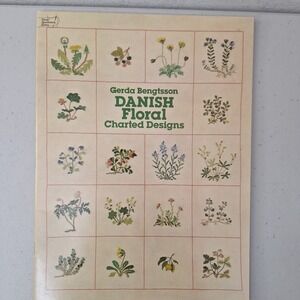 Gerda Bengtsson
DANISH
Floral
Charted Designs